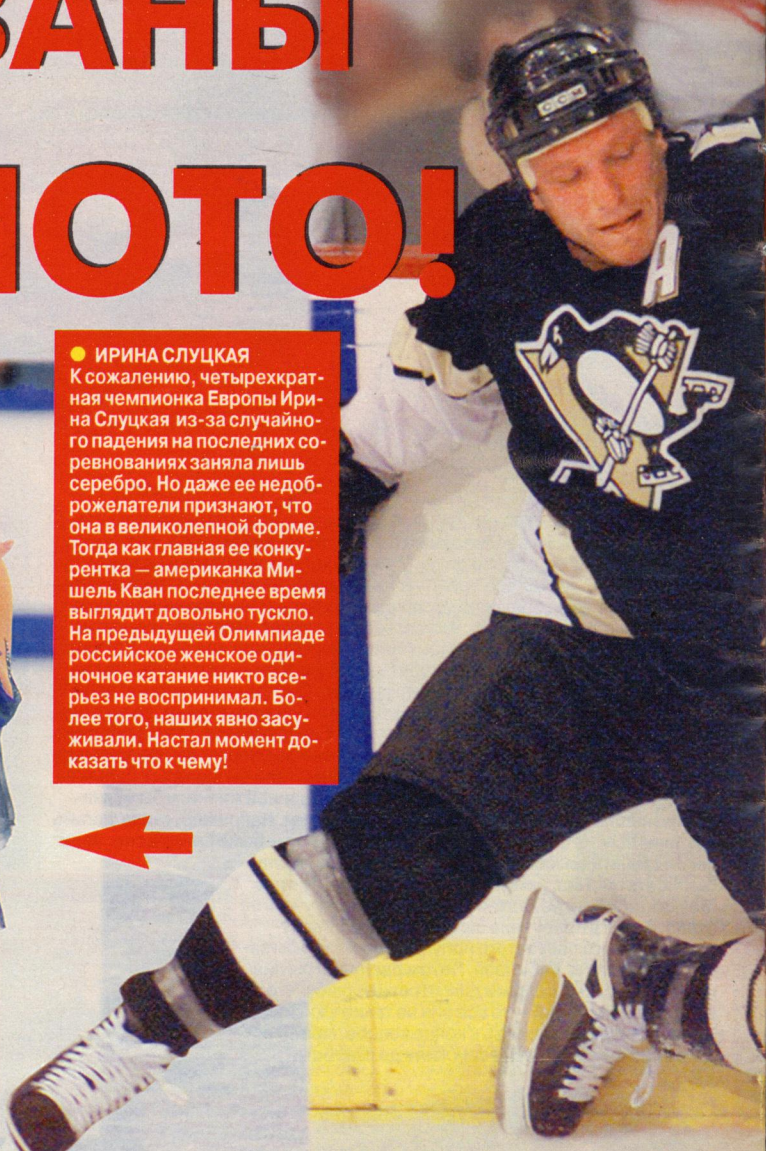 ВАНЫ
ЮТО!
CCM
A
ИРИНА СЛУЦКАЯ
К сожалению, четырехкрат-
ная чемпионка Европы Ири-
на Слуцкая из-за случайно-
го падения на последних со-
ревнованиях заняла лишь
серебро. Но даже ее недоб-
рожелатели признают, что
она в великолепной форме.
Тогда как главная ее конку-
рентка — американка Ми-
шель Кван последнее время
выглядит довольно тускло.
На предыдущей Олимпиаде
российское женское оди-
ночное катание никто все-
рьез не воспринимал. Бо-
лее того, наших явно засу-
живали. Настал момент до-
казать что к чему!